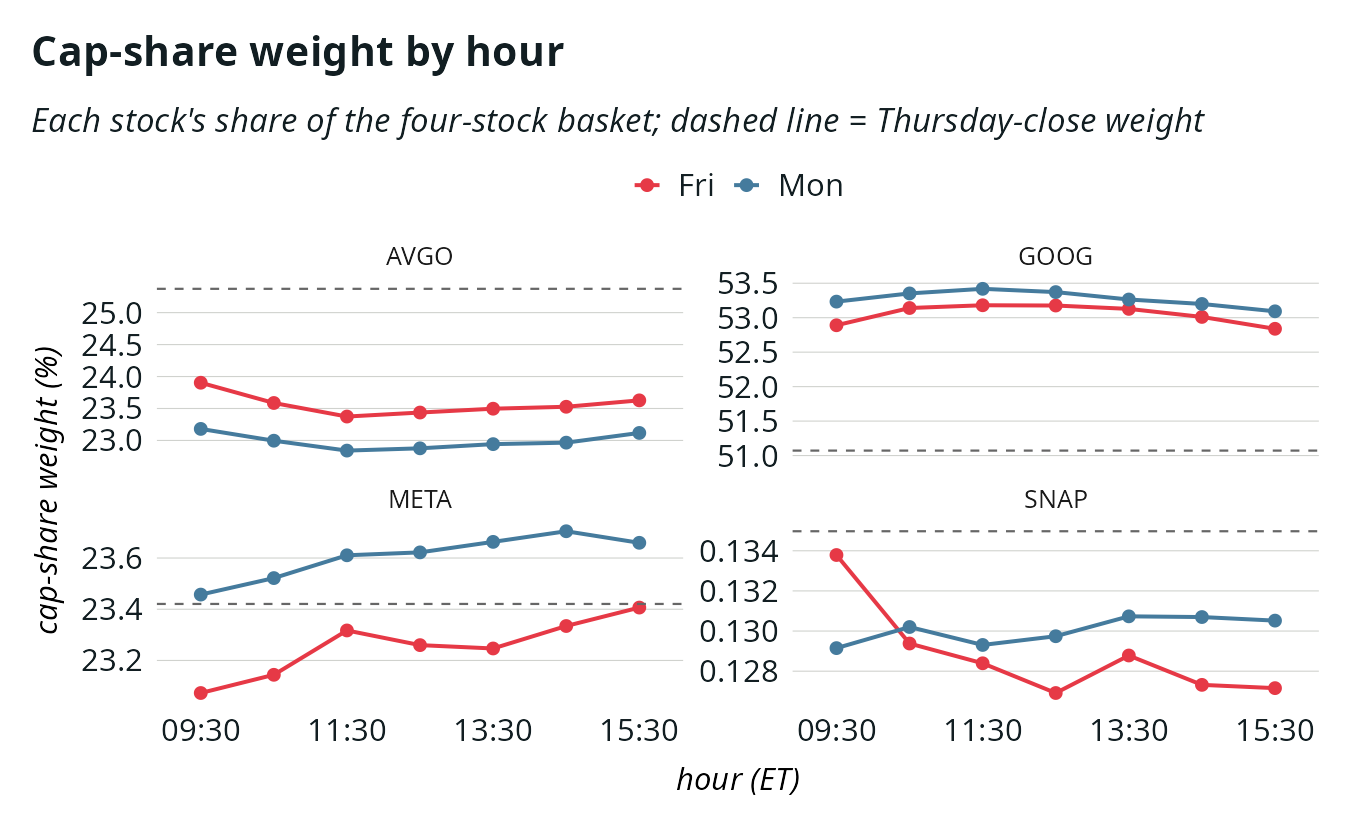 Cap-share weight by hour
Each stock's share of the four-stock basket; dashed line = Thursday-close weight
Fri Mon
AVGO
25.0
24.5
24.0
23.5
23.0
GOOG
53.5
53.0
52.5
52.0
51.5
51.0
cap-share weight (%)
META
23.6
23.4
23.2
SNAP
0.134
0.132
0.130
0.128
09:30 11:30 13:30 15:30
09:30 11:30 13:30 15:30
hour (ET)